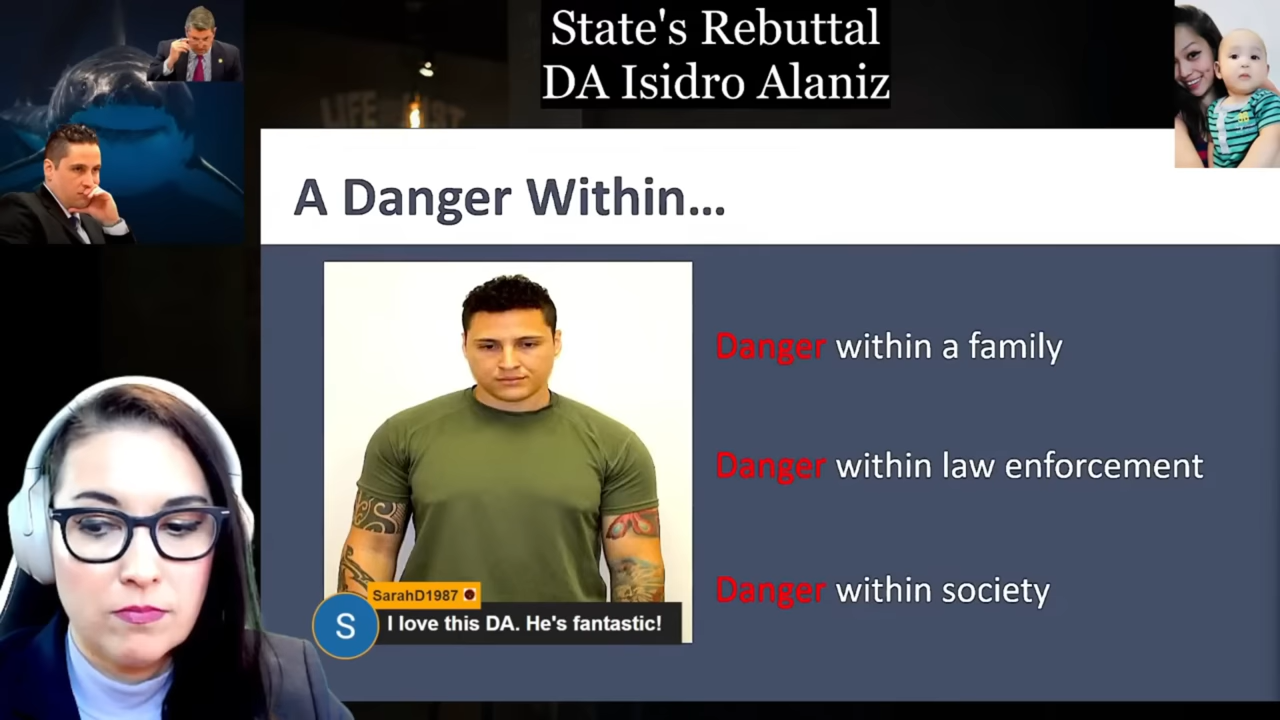 State's Rebuttal
DA Isidro Alaniz
A Danger Within...
Danger within a family
Danger within law enforcement
Danger within society
SarahD1987
S
I love this DA. He's fantastic!